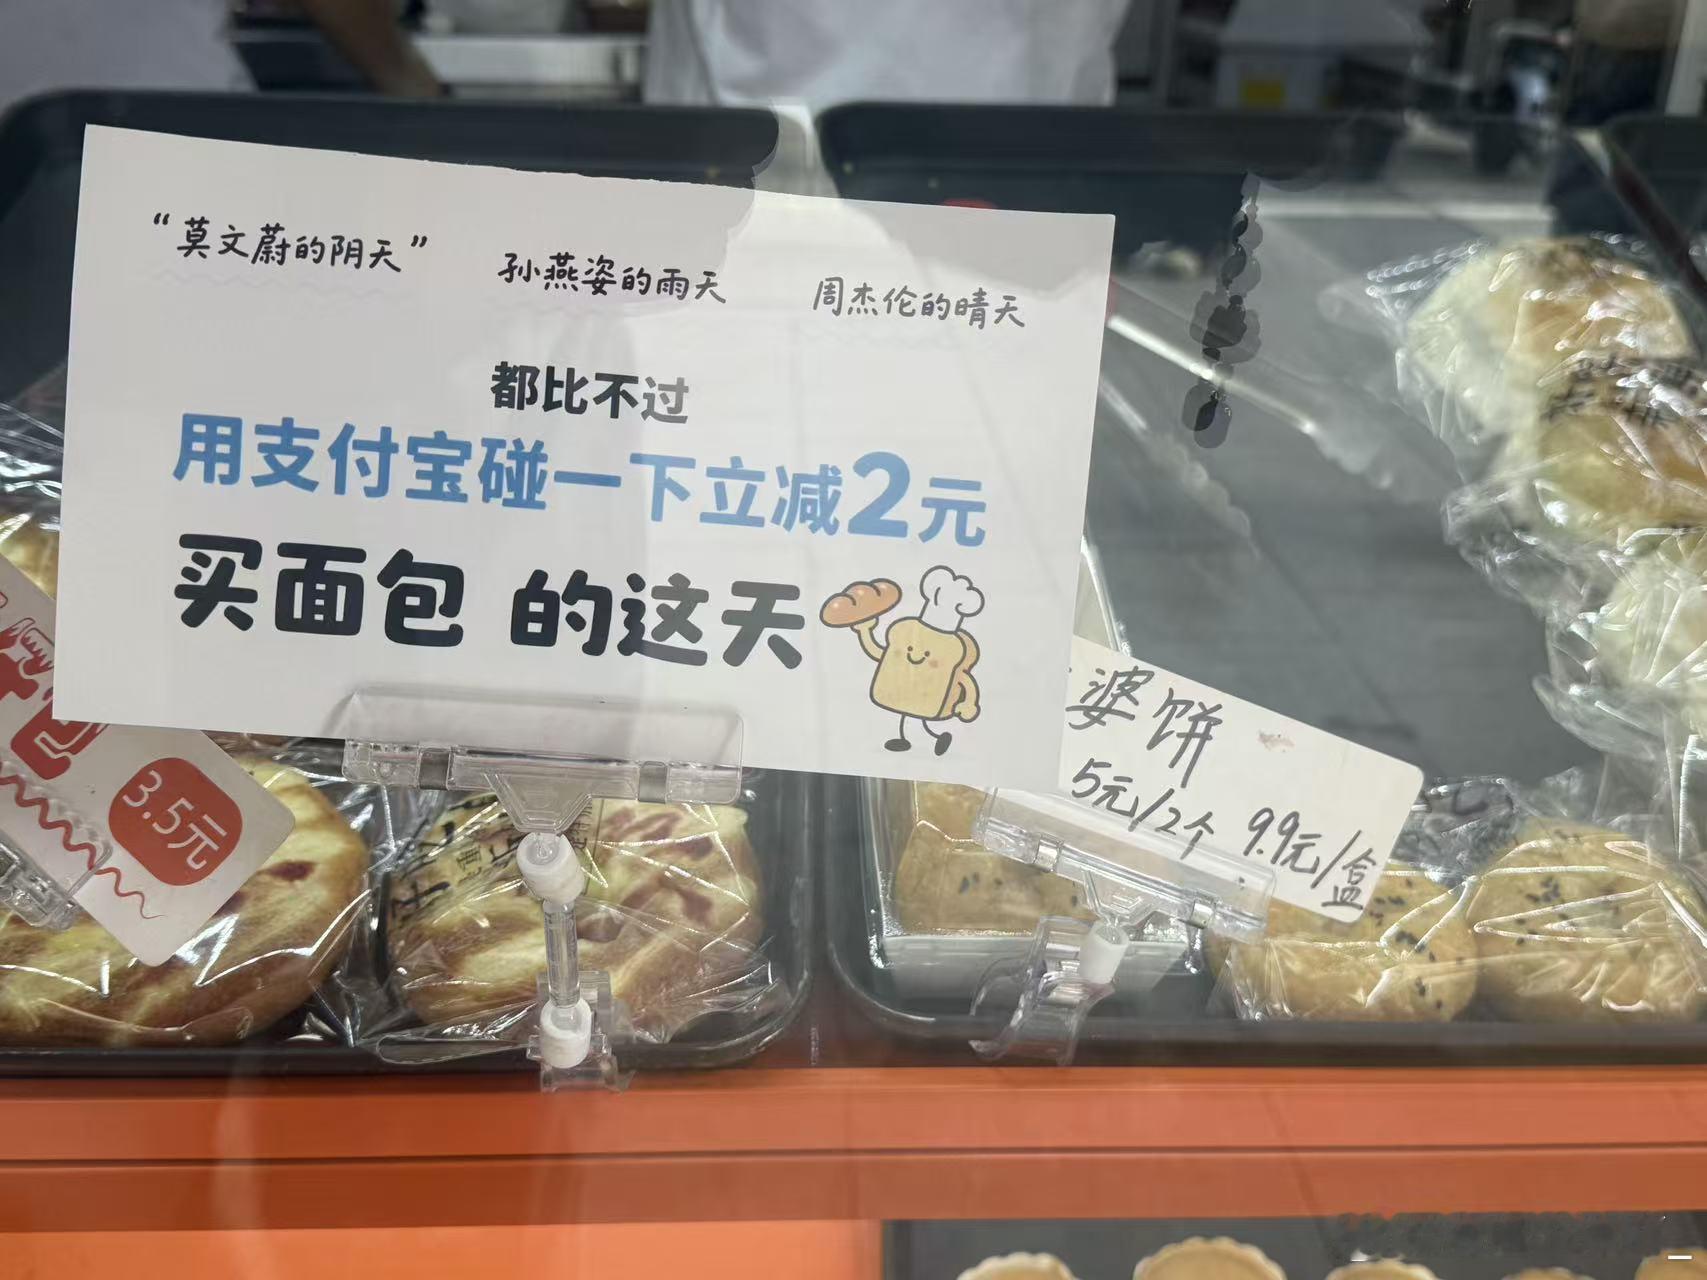 “莫文蔚的阴天” 孙燕姿的雨天 周杰伦的晴天
都比不过
用支付宝碰一下立减2元
买面包 的这天
3.5元
婆饼
5元/2个 9.9元/盒